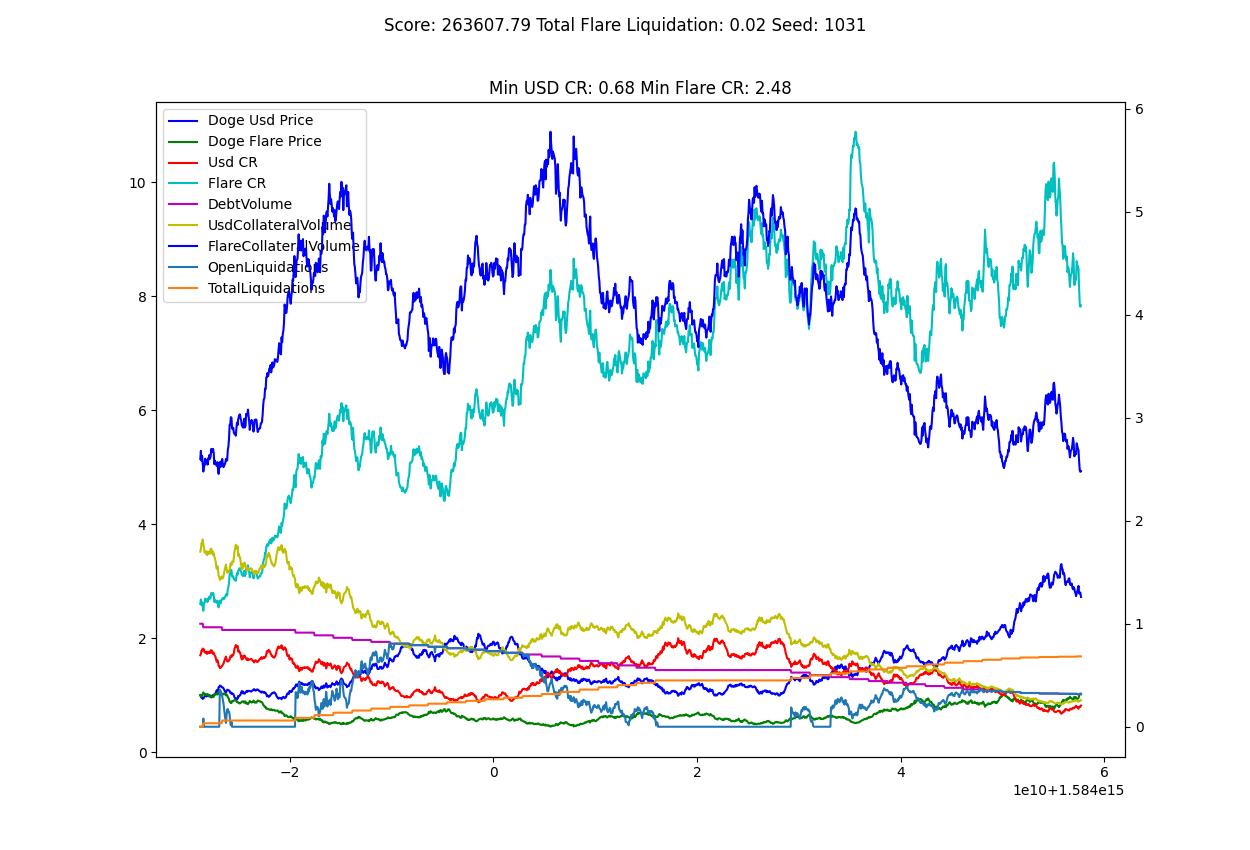 Score: 263607.79 Total Flare Liquidation: 0.02 Seed: 1031
Min USD CR: 0.68 Min Flare CR: 2.48
Doge Usd Price
Doge Flare Price
Usd CR
Flare CR
DebtVolume
UsdCollateralVolume
FlareCollateralVolume
OpenLiquidations
TotalLiquidations
10
8
6
4
2
0
6
5
4
3
2
1
0
−2
0
2
4
6
1e10+1.584e15